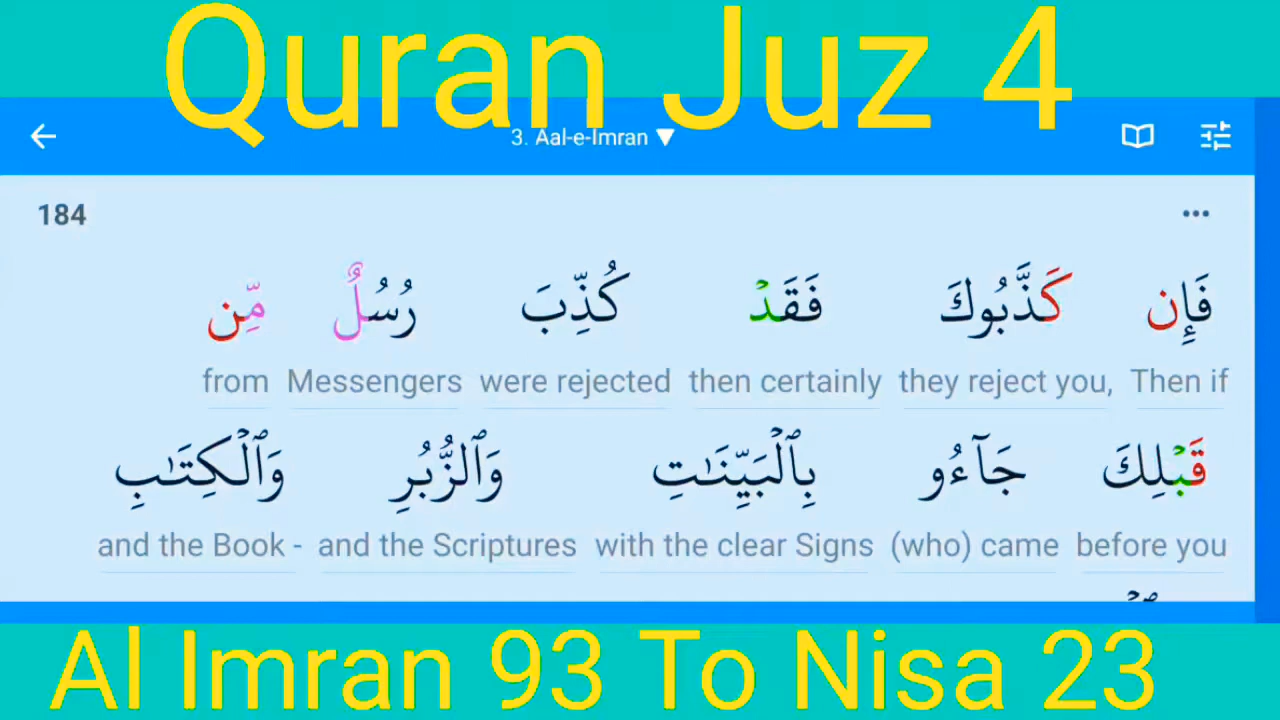 Quran Juz 4
3. Aal-e-Imran ▼
184
فَإِن كَذَّبُوكَ فَقَدْ كُذِّبَ رُسُلٌ مِّن
from Messengers were rejected then certainly they reject you, Then if
قَبْلِكَ جَآءُو بِٱلْبَيِّنَـٰتِ وَٱلزُّبُرِ وَٱلْكِتَـٰبِ
and the Book - and the Scriptures with the clear Signs (who) came before you
Al Imran 93 To Nisa 23